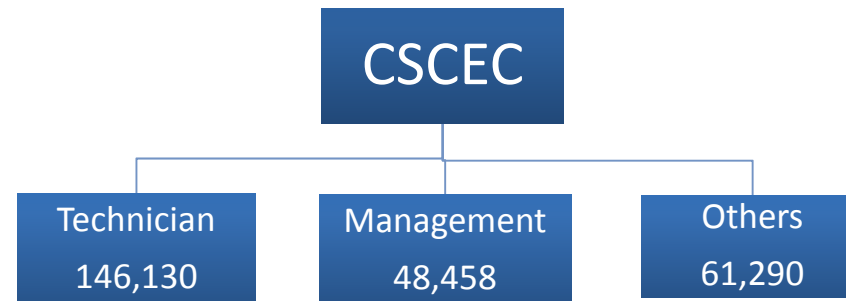 CSCEC
Technician
146,130
Management
48,458
Others
61,290